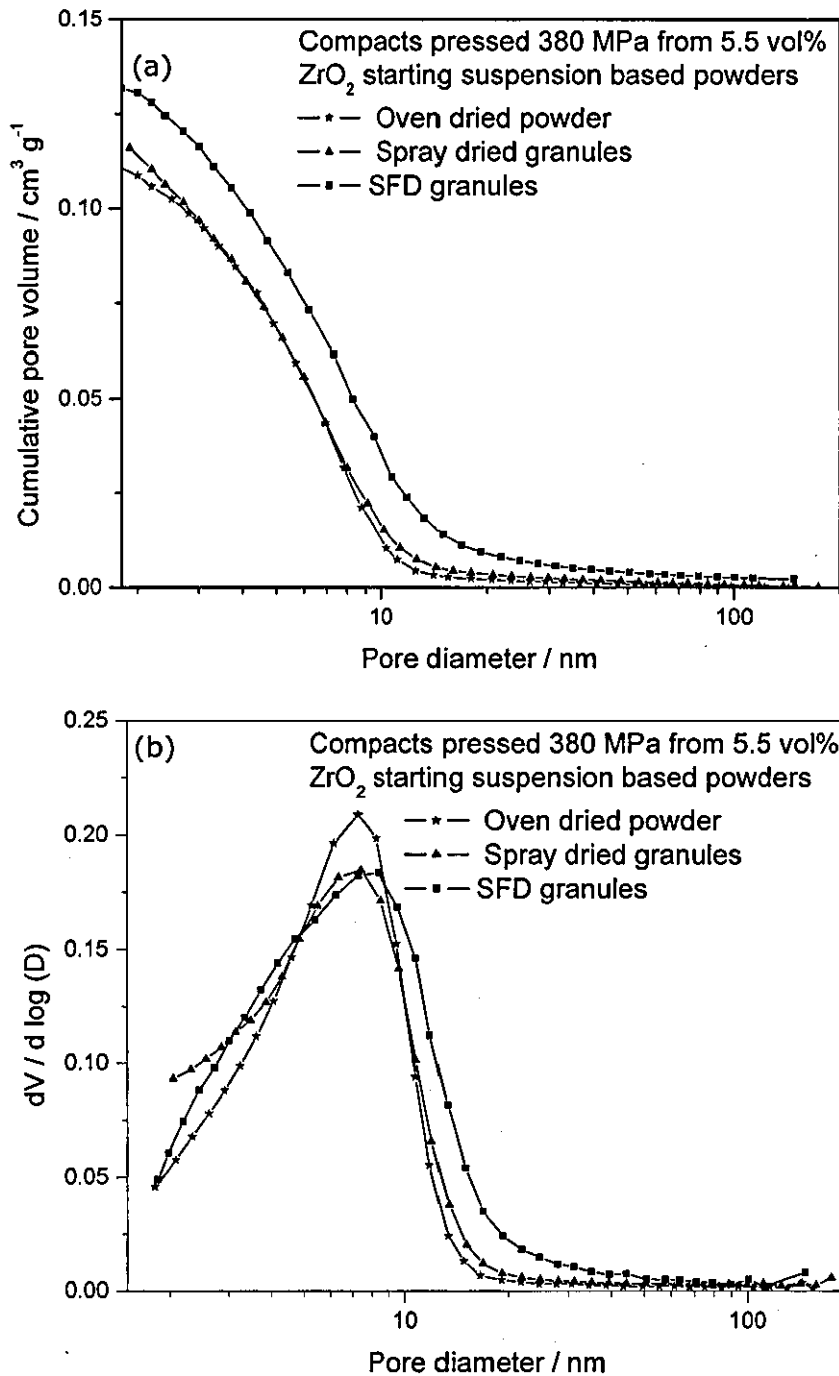 (a)
Compacts pressed 380 MPa from 5.5 vol%
ZrO₂ starting suspension based powders
Oven dried powder
Spray dried granules
SFD granules
Cumulative pore volume / cm³ g⁻¹
0.15
0.10
0.05
0.00
10
100
Pore diameter / nm
(b)
Compacts pressed 380 MPa from 5.5 vol%
ZrO₂ starting suspension based powders
Oven dried powder
Spray dried granules
SFD granules
dV / d log (D)
0.25
0.20
0.15
0.10
0.05
0.00
10
100
Pore diameter / nm